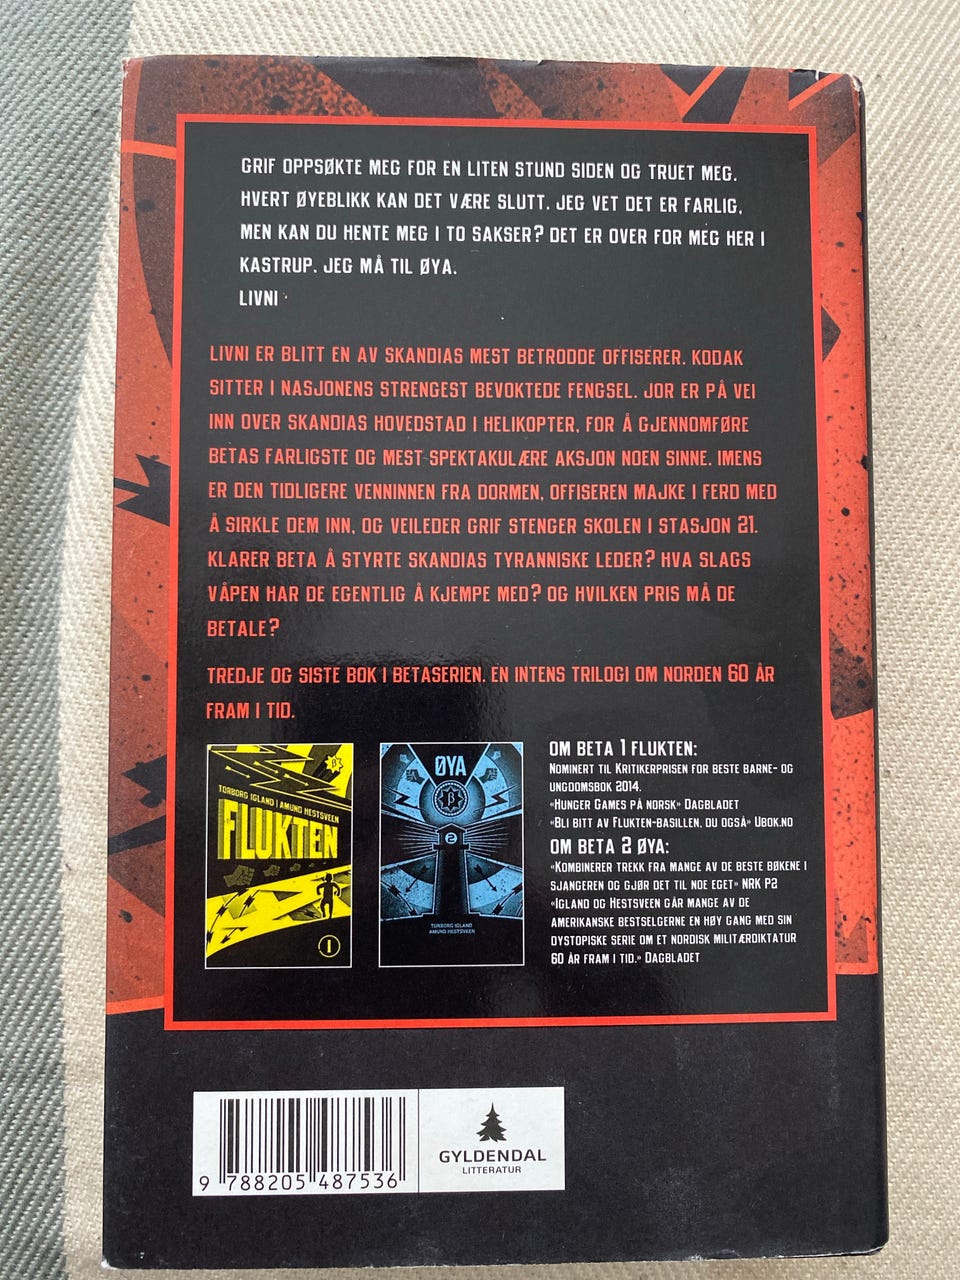 GRIF OPPSØKTE MEG FOR EN LITEN STUND SIDEN OG TRUET MEG.
HVERT ØYEBLIKK KAN DET VÆRE SLUTT. JEG VET DET ER FARLIG,
MEN KAN DU HENTE MEG I TO SAKSER? DET ER OVER FOR MEG HER I
KASTRUP. JEG MÅ TIL ØYA.
LIVNI
LIVNI ER BLITT EN AV SKANDIAS MEST BETRODDE OFFISERER. KODAK
SITTER I NASJONENS STRENGEST BEVOKTEDE FENGSEL. JOR ER PÅ VEI
INN OVER SKANDIAS HOVEDSTAD I HELIKOPTER, FOR Å GJENNOMFØRE
BETAS FARLIGSTE OG MEST SPEKTAKULÆRE AKSJON NOEN SINNE. IMENS
ER DEN TIDLIGERE VENNINNEN FRA DORMEN, OFFISEREN MAJKE I FERD MED
Å SIRKLE DEM INN, OG VEILEDER GRIF STENGER SKOLEN I STASJON 21.
KLARER BETA Å STYRTE SKANDIAS TYRANNISKE LEDER? HVA SLAGS
VÅPEN HAR DE EGENTLIG Å KJEMPE MED? OG HVILKEN PRIS MÅ DE
BETALE?
TREDJE OG SISTE BOK I BETASERIEN. EN INTENS TRILOGI OM NORDEN 60 ÅR
FRAM I TID.
β
TORBORG IGLAND | AMUND HESTSVEEN
FLUKTEN
1
ØYA
β
2
TORBORG IGLAND
AMUND HESTSVEEN
OM BETA 1 FLUKTEN:
NOMINERT TIL KRITIKERPRISEN FOR BESTE BARNE- OG
UNGDOMSBOK 2014.
«HUNGER GAMES PÅ NORSK» DAGBLADET
«BLI BITT AV FLUKTEN-BASILLEN, DU OGSÅ» UBOK.NO
OM BETA 2 ØYA:
«KOMBINERER TREKK FRA MANGE AV DE BESTE BØKENE I
SJANGEREN OG GJØR DET TIL NOE EGET» NRK P2
«IGLAND OG HESTSVEEN GÅR MANGE AV DE
AMERIKANSKE BESTSELGERNE EN HØY GANG MED SIN
DYSTOPISKE SERIE OM ET NORDISK MILITÆRDIKTATUR
60 ÅR FRAM I TID.» DAGBLADET
9 788205 487536
GYLDENDAL
LITTERATUR